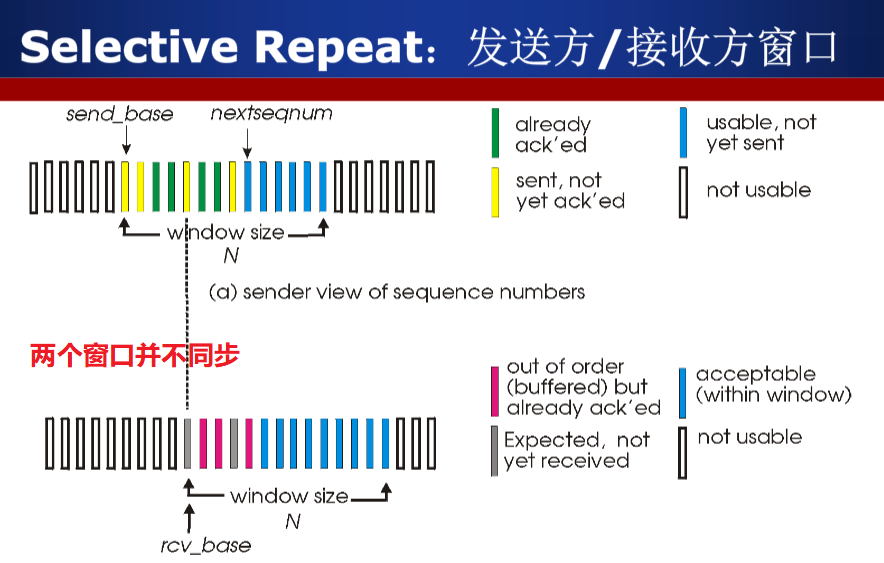 Selective Repeat：发送方/接收方窗口
send_base
nextseqnum
already
ack'ed
usable, not
yet sent
sent, not
yet ack'ed
not usable
window size
N
(a) sender view of sequence numbers
两个窗口并不同步
out of order
(buffered) but
already ack'ed
acceptable
(within window)
Expected, not
yet received
not usable
window size
N
rcv_base